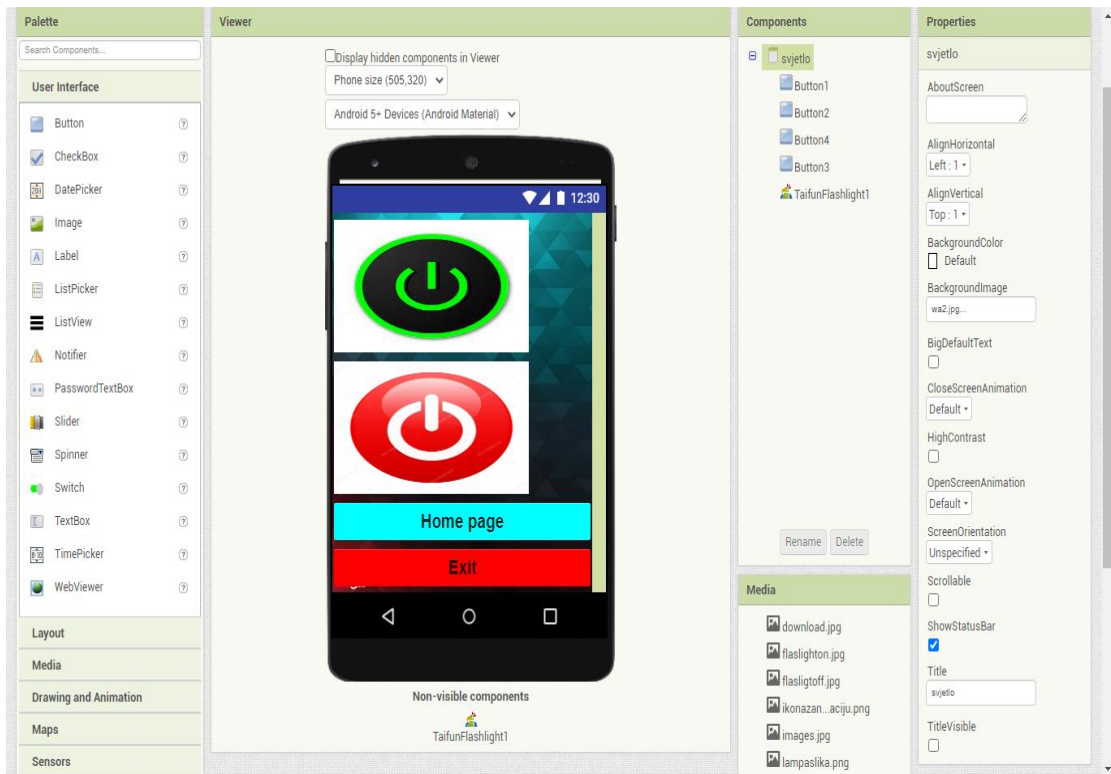 Palette
Search Components...
User Interface
Button
CheckBox
DatePicker
Image
Label
ListPicker
ListView
Notifier
PasswordTextBox
Slider
Spinner
Switch
TextBox
TimePicker
WebViewer
Layout
Media
Drawing and Animation
Maps
Sensors
Viewer
Display hidden components in Viewer
Phone size (505,320)
Android 5+ Devices (Android Material)
12:30
Home page
Exit
Non-visible components
TaifunFlashlight1
Components
svjetlo
Button1
Button2
Button4
Button3
TaifunFlashlight1
Rename Delete
Media
download.jpg
flaslighton.jpg
flasligtoff.jpg
ikonazan...aciju.png
images.jpg
lampaslika.png
Properties
svjetlo
AboutScreen
AlignHorizontal
Left : 1
AlignVertical
Top : 1
BackgroundColor
Default
BackgroundImage
wa2.jpg...
BigDefaultText
CloseScreenAnimation
Default
HighContrast
OpenScreenAnimation
Default
ScreenOrientation
Unspecified
Scrollable
ShowStatusBar
Title
svjetlo
TitleVisible